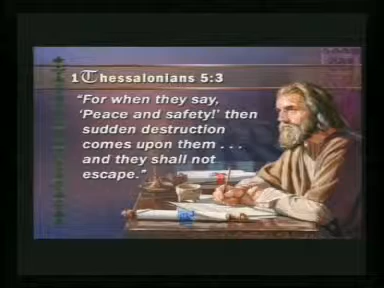 1 Thessalonians 5:3
"For when they say,
'Peace and safety!' then
sudden destruction
comes upon them . . .
and they shall not
escape."